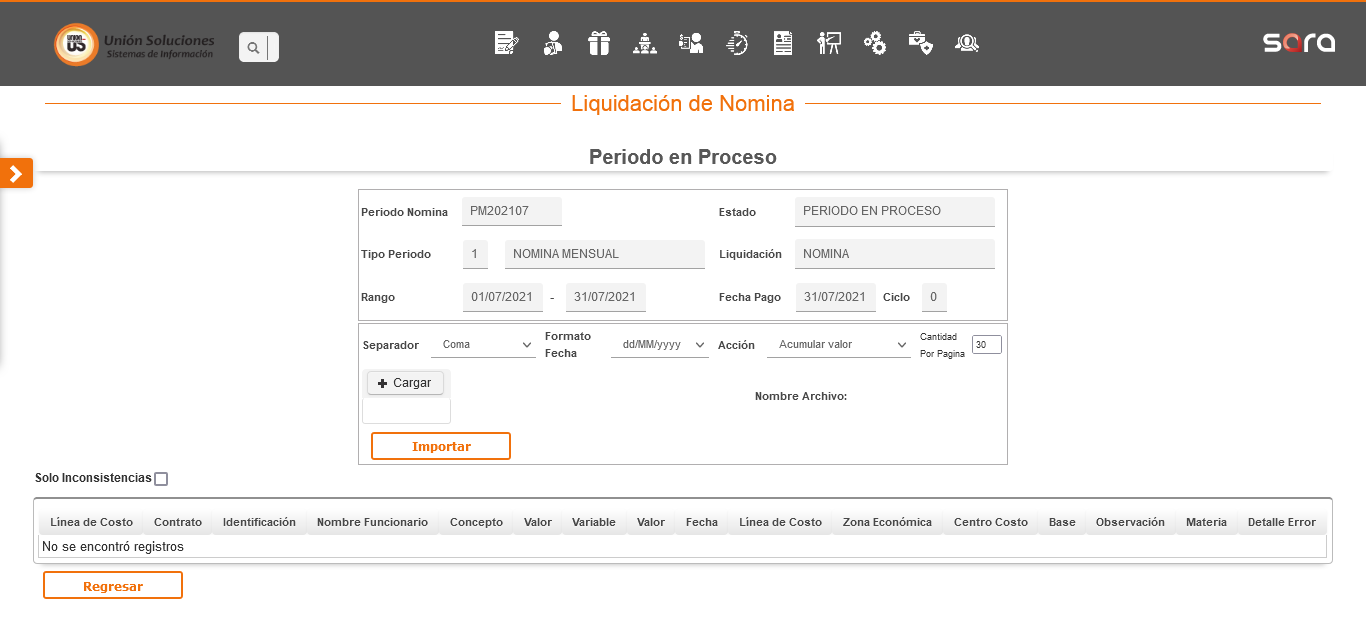 Unión Soluciones
Sistemas de Información
sara
Liquidación de Nomina
Periodo en Proceso
Periodo Nomina PM202107 Estado PERIODO EN PROCESO
Tipo Periodo 1 NOMINA MENSUAL Liquidación NOMINA
Rango 01/07/2021 - 31/07/2021 Fecha Pago 31/07/2021 Ciclo 0
Separador Coma Formato Fecha dd/MM/yyyy Acción Acumular valor Cantidad Por Pagina 30
Cargar
Nombre Archivo:
Importar
Solo Inconsistencias
Línea de Costo Contrato Identificación Nombre Funcionario Concepto Valor Variable Valor Fecha Línea de Costo Zona Económica Centro Costo Base Observación Materia Detalle Error
No se encontró registros
Regresar